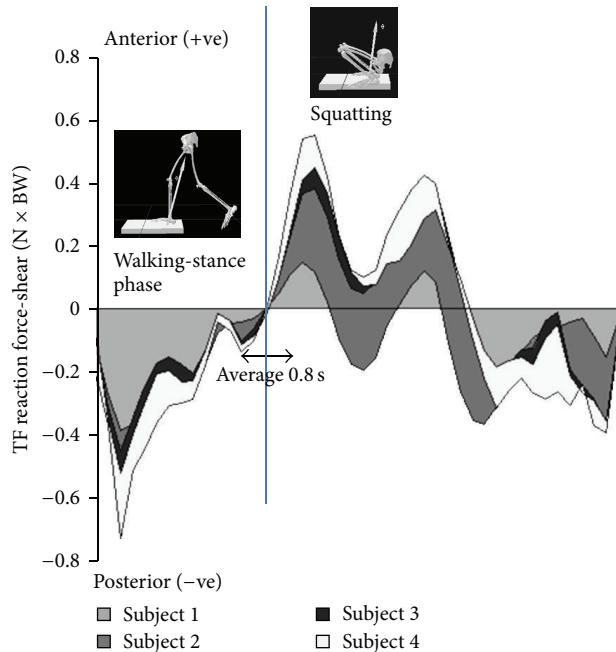 Anterior (+ve)
Squatting
Walking-stance
phase
Average 0.8 s
TF reaction force-shear (N × BW)
0.8
0.6
0.4
0.2
0
−0.2
−0.4
−0.6
−0.8
Posterior (−ve)
Subject 1
Subject 2
Subject 3
Subject 4